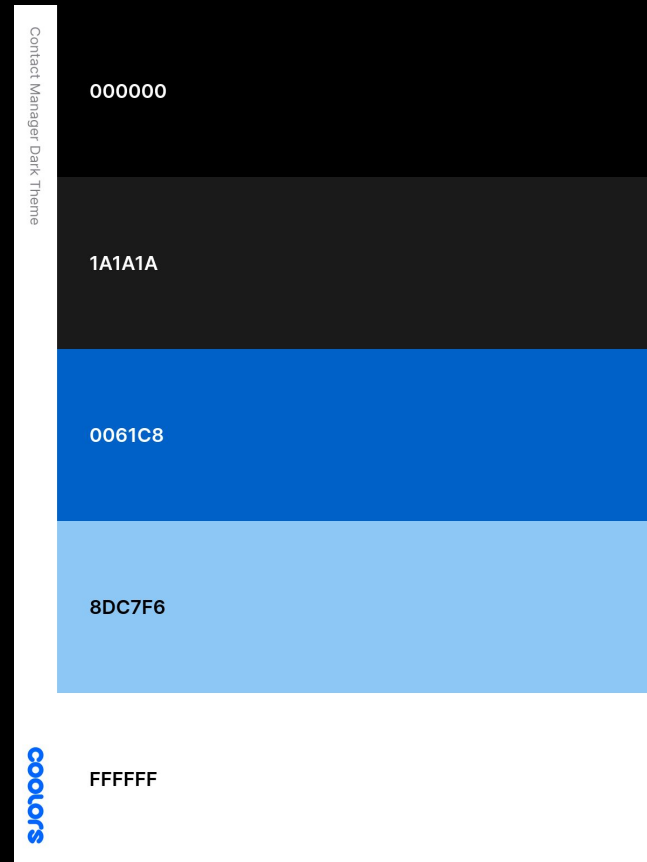 Contact Manager Dark Theme
000000
1A1A1A
0061C8
8DC7F6
FFFFFF
coolors